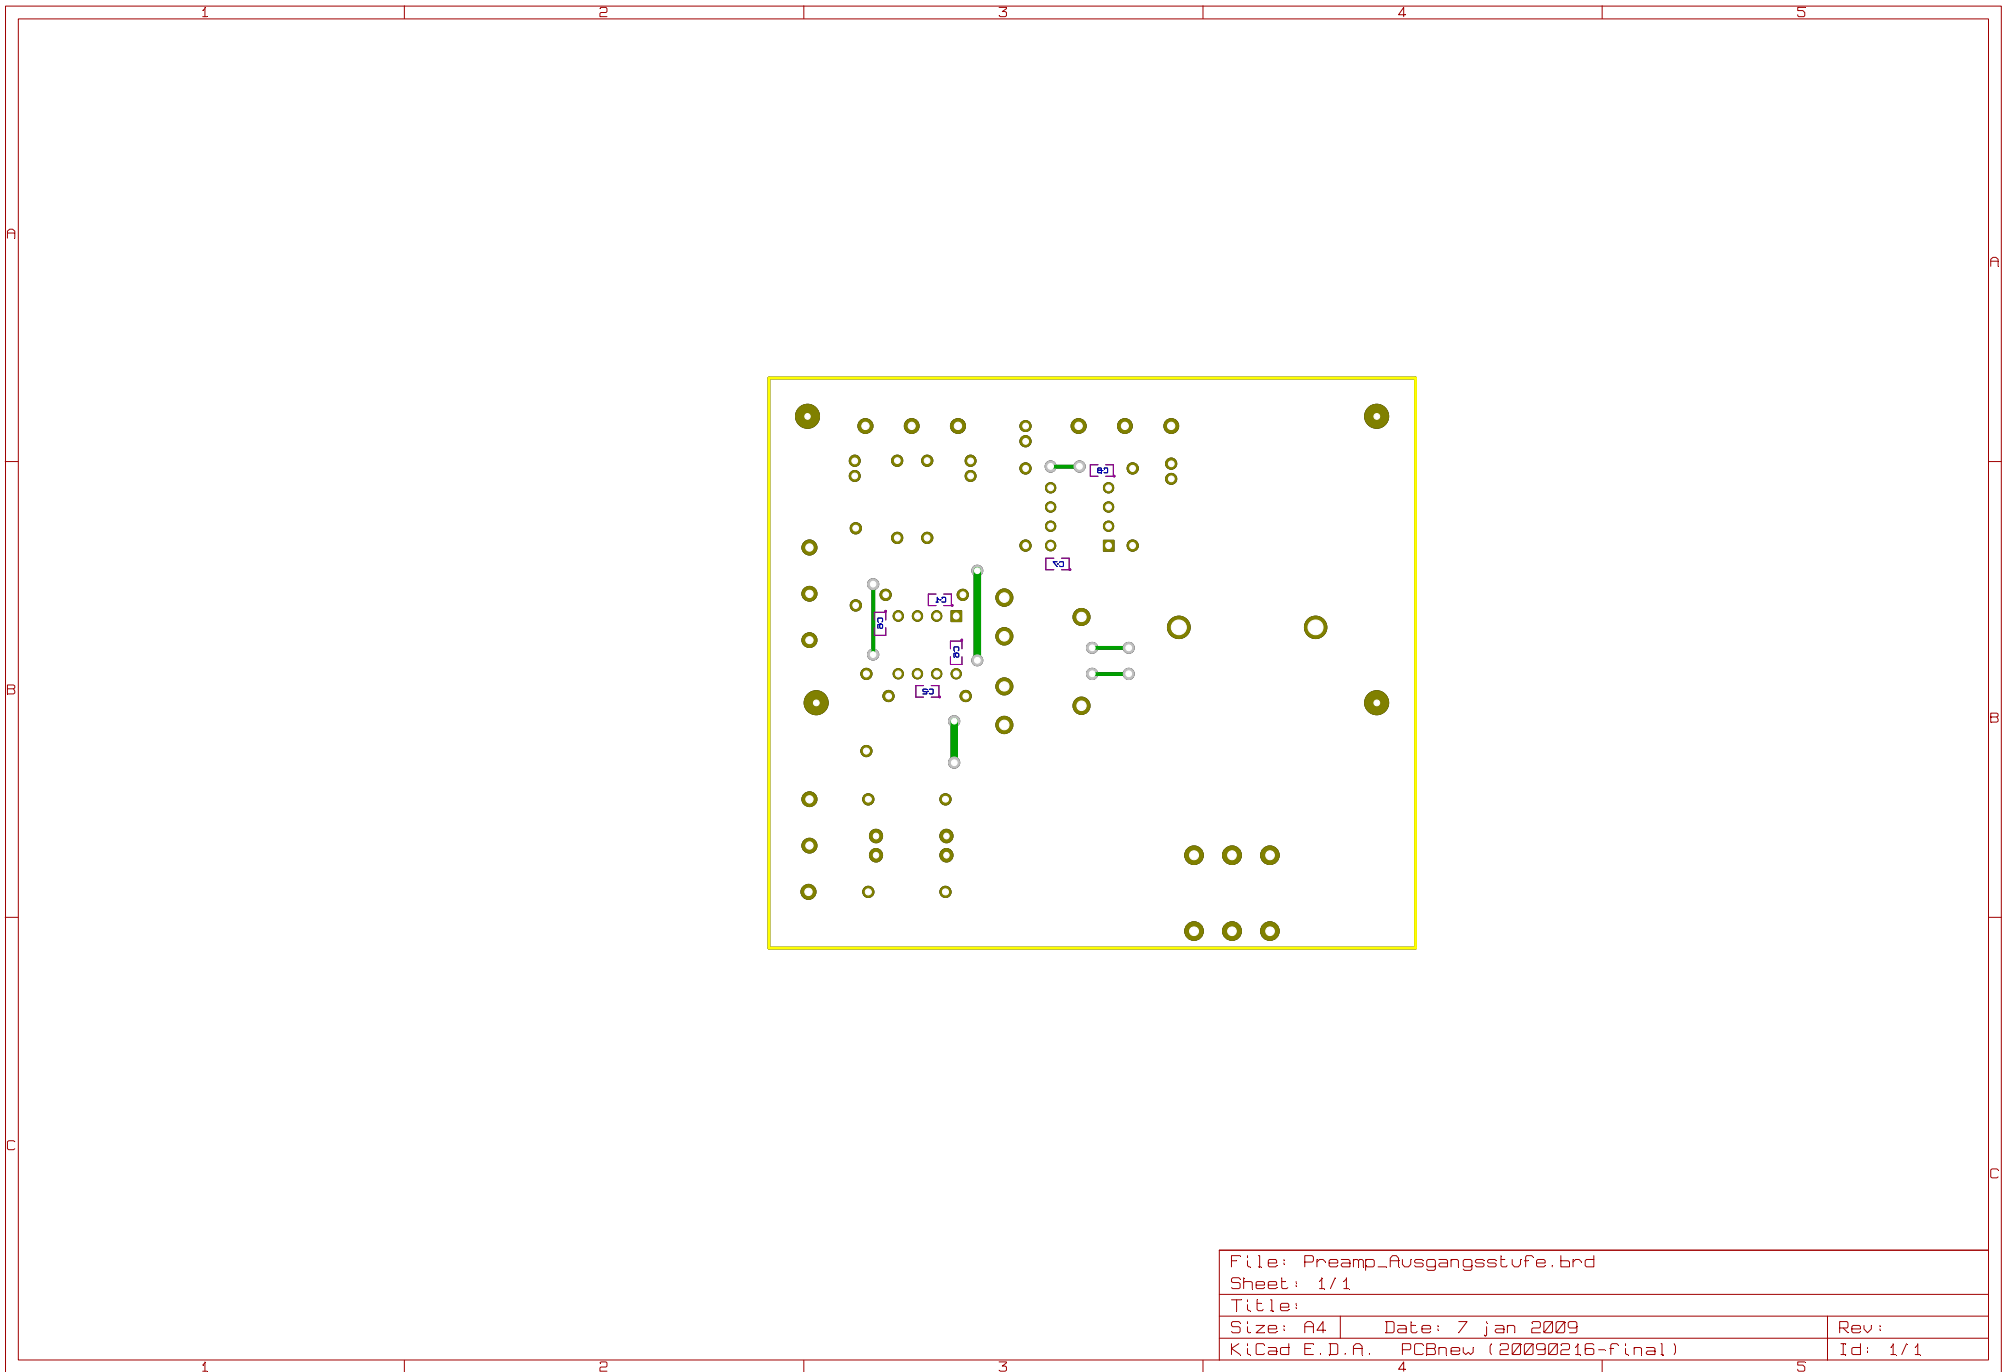 1 2 3 4 5
A A
B B
C C
File: Preamp_Ausgangsstufe.brd
Sheet: 1/1
Title:
Size: A4 Date: 7 jan 2009 Rev:
KiCad E.D.A. PCBnew (20090216-final) Id: 1/1
1 2 3 4 5